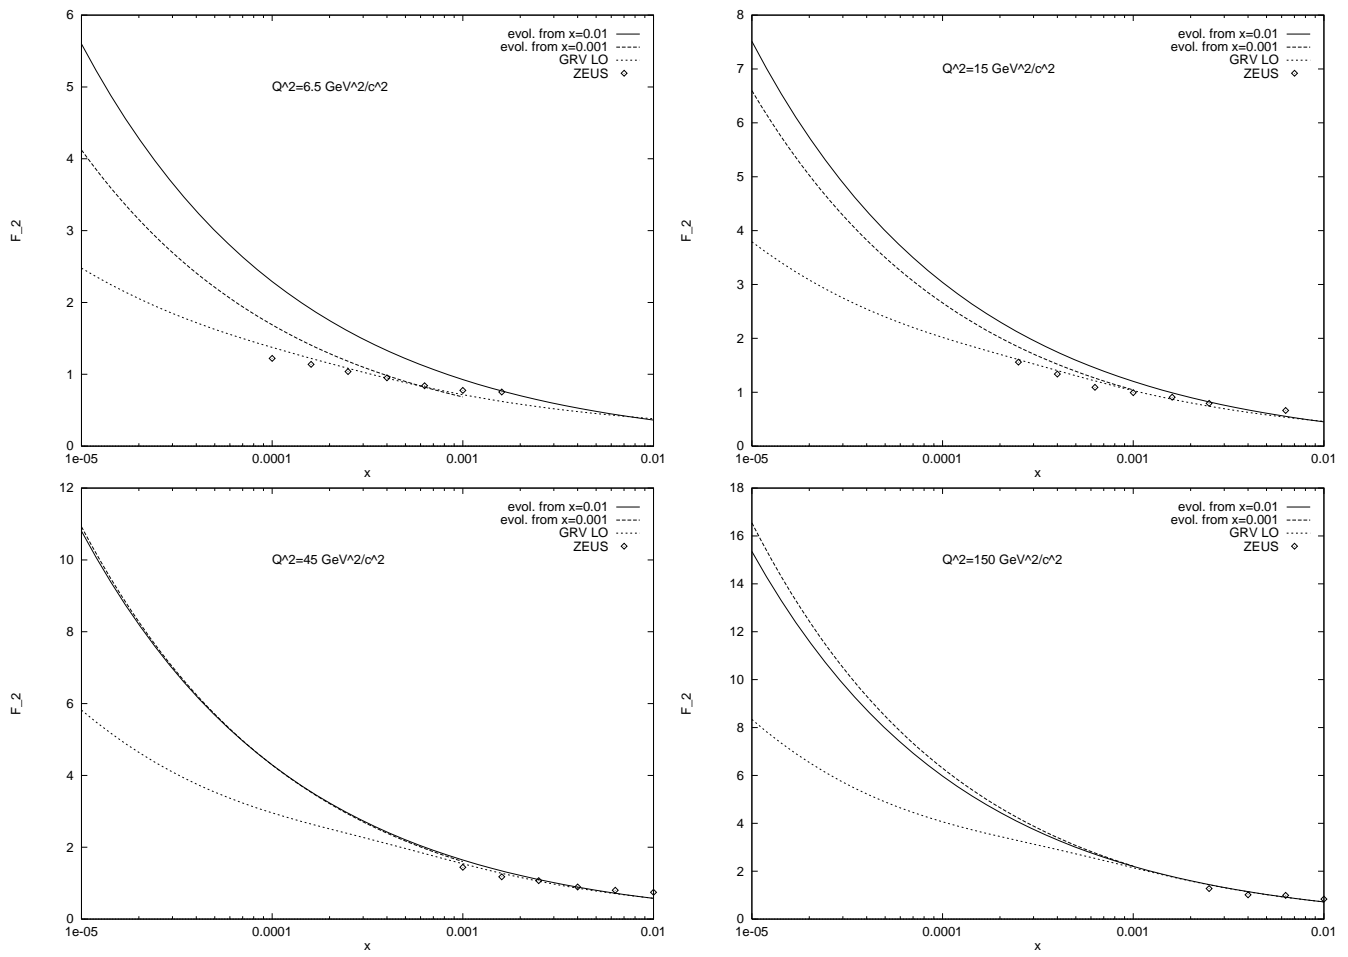 6
5
4
3
2
1
0
1e-05
0.0001
0.001
0.01
F_2
x
Q^2=6.5 GeV^2/c^2
evol. from x=0.01
evol. from x=0.001
GRV LO
ZEUS
8
7
6
5
4
3
2
1
0
1e-05
0.0001
0.001
0.01
F_2
x
Q^2=15 GeV^2/c^2
evol. from x=0.01
evol. from x=0.001
GRV LO
ZEUS
12
10
8
6
4
2
0
1e-05
0.0001
0.001
0.01
F_2
x
Q^2=45 GeV^2/c^2
evol. from x=0.01
evol. from x=0.001
GRV LO
ZEUS
18
16
14
12
10
8
6
4
2
0
1e-05
0.0001
0.001
0.01
F_2
x
Q^2=150 GeV^2/c^2
evol. from x=0.01
evol. from x=0.001
GRV LO
ZEUS